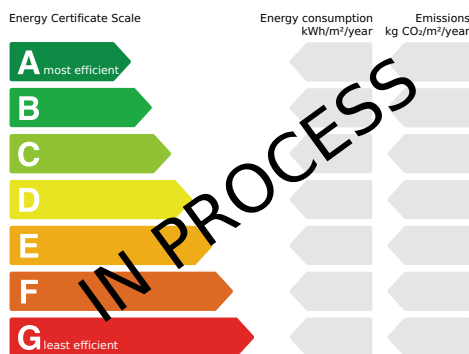 Energy Certificate Scale
Energy consumption
kWh/m²/year
Emissions
kg CO₂/m²/year
A most efficient
B
C
D
E
F
G least efficient
IN PROCESS